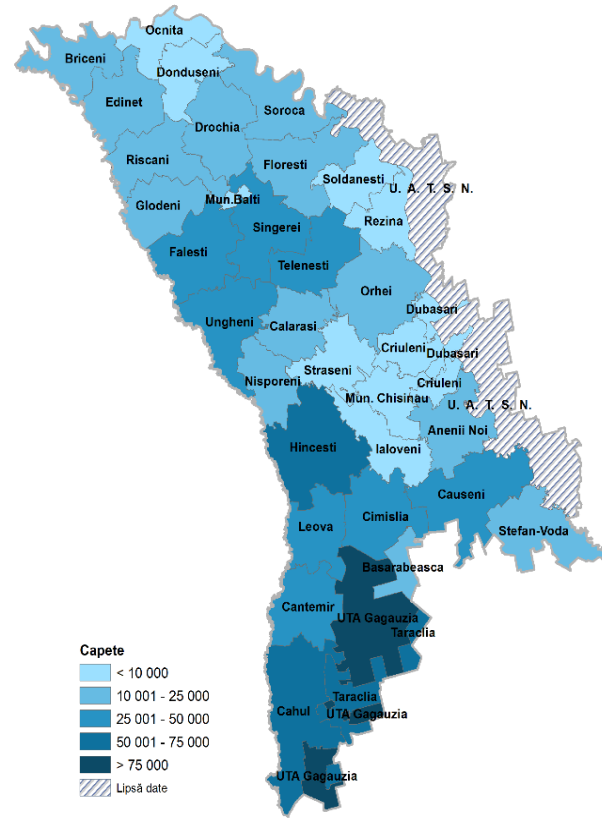 Ocnita
Briceni
Donduseni
Edinet
Soroca
Drochia
Riscani
Floresti
Soldanesti
U. A. T. S. N.
Glodeni
Mun.Balti
Rezina
Singerei
Falesti
Telenesti
Orhei
Dubasari
Ungheni
Calarasi
Criuleni
Dubasari
Straseni
Nisporeni
Criuleni
Mun. Chisinau
U. A. T. S. N.
Anenii Noi
Hincesti
Ialoveni
Causeni
Leova
Cimislia
Stefan-Voda
Basarabeasca
Cantemir
UTA Gagauzia
Taraclia
Taraclia
Cahul
UTA Gagauzia
UTA Gagauzia
Capete
< 10 000
10 001 - 25 000
25 001 - 50 000
50 001 - 75 000
> 75 000
Lipsă date